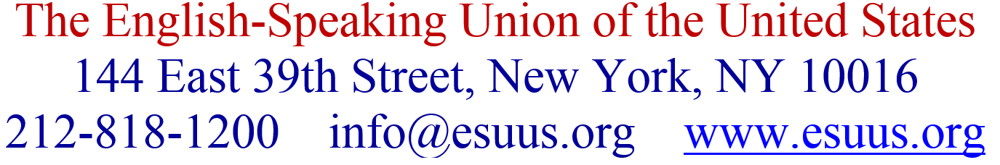 The English-Speaking Union of the United States
144 East 39th Street, New York, NY 10016
212-818-1200 info@esuus.org www.esuus.org